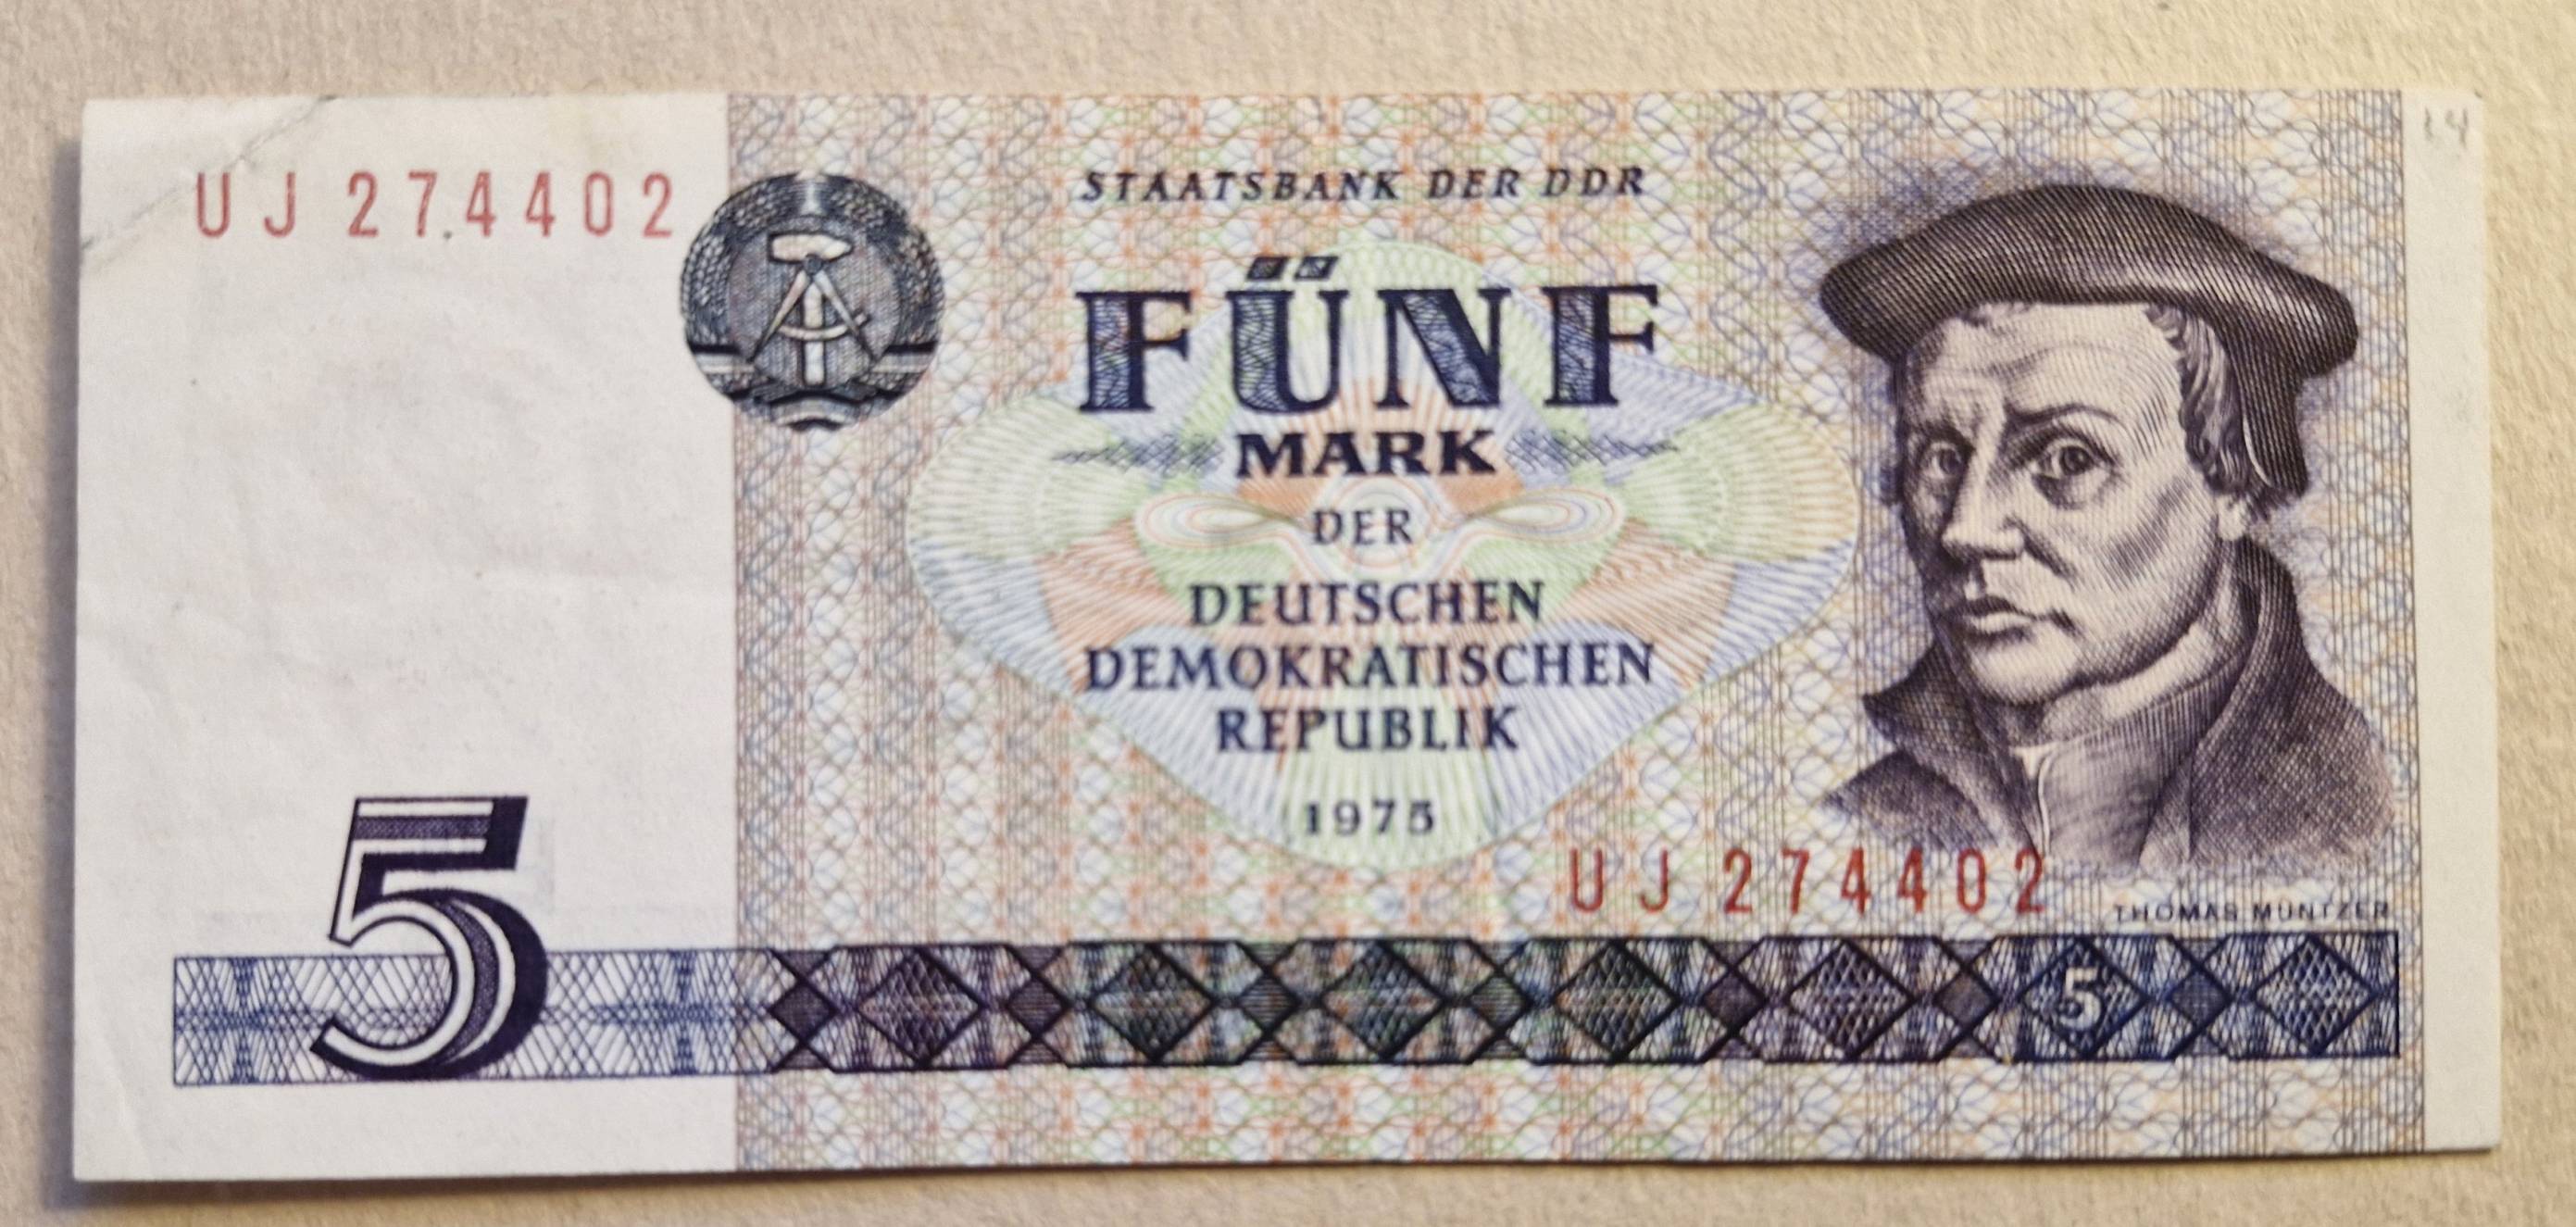 UJ 274402
STAATSBANK DER DDR
FÜNF
MARK
DER
DEUTSCHEN
DEMOKRATISCHEN
REPUBLIK
1975
UJ 274402
THOMAS MÜNTZER
5
5